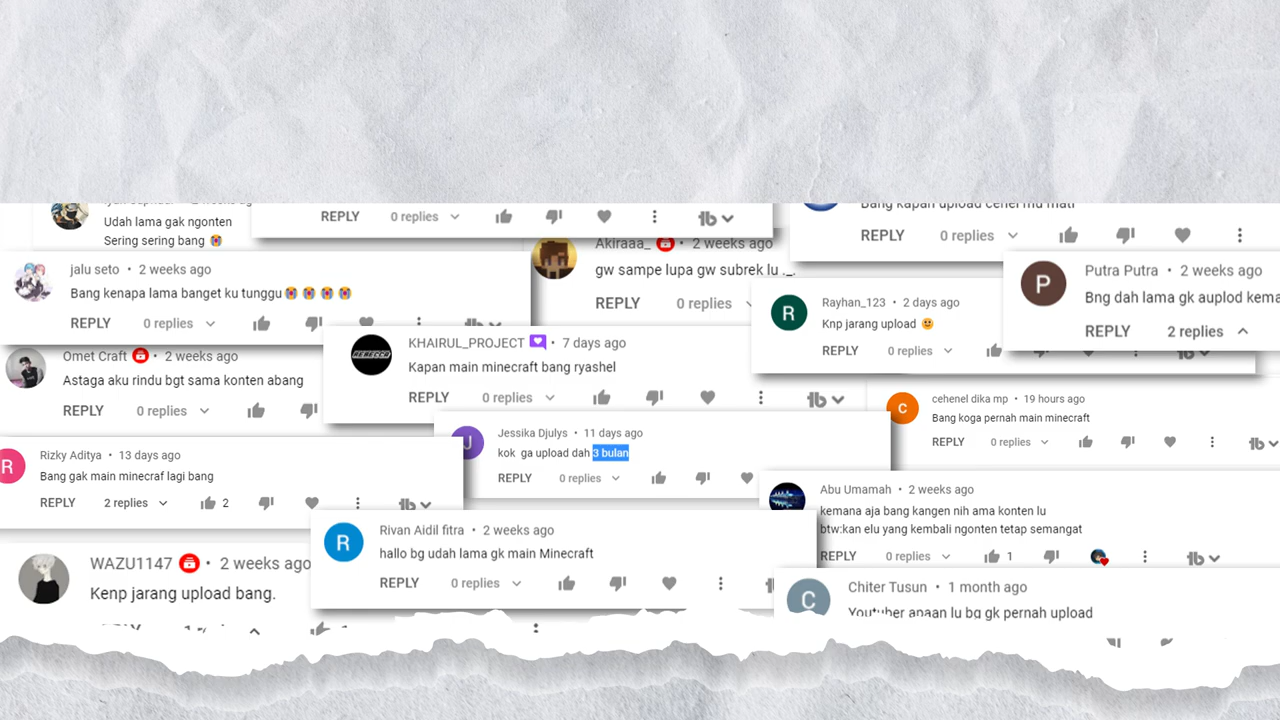 Udah lama gak ngonten
Sering sering bang 😭
REPLY 0 replies
Bang kapan upload
REPLY 0 replies
Akiraaa_ • 2 weeks ago
gw sampe lupa gw subrek lu
REPLY 0 replies
jalu seto • 2 weeks ago
Bang kenapa lama banget ku tunggu😭😭😭😭
REPLY 0 replies
Putra Putra • 2 weeks ago
Bng dah lama gk auplod kema
REPLY 2 replies
P
Rayhan_123 • 2 days ago
Knp jarang upload 🙂
REPLY 0 replies
R
Omet Craft • 2 weeks ago
Astaga aku rindu bgt sama konten abang
REPLY 0 replies
KHAIRUL_PROJECT • 7 days ago
Kapan main minecraft bang ryashel
REPLY 0 replies
cehenel dika mp • 19 hours ago
Bang koga pernah main minecraft
REPLY 0 replies
C
Jessika Djulys • 11 days ago
kok ga upload dah 3 bulan
REPLY 0 replies
J
Rizky Aditya • 13 days ago
Bang gak main minecraf lagi bang
REPLY 2 replies 2
R
Abu Umamah • 2 weeks ago
kemana aja bang kangen nih ama konten lu
btw:kan elu yang kembali ngonten tetap semangat
REPLY 0 replies 1
Rivan Aidil fitra • 2 weeks ago
hallo bg udah lama gk main Minecraft
REPLY 0 replies
R
WAZU1147 • 2 weeks ago
Kenp jarang upload bang.
Chiter Tusun • 1 month ago
Youtuber apaan lu bg gk pernah upload
C